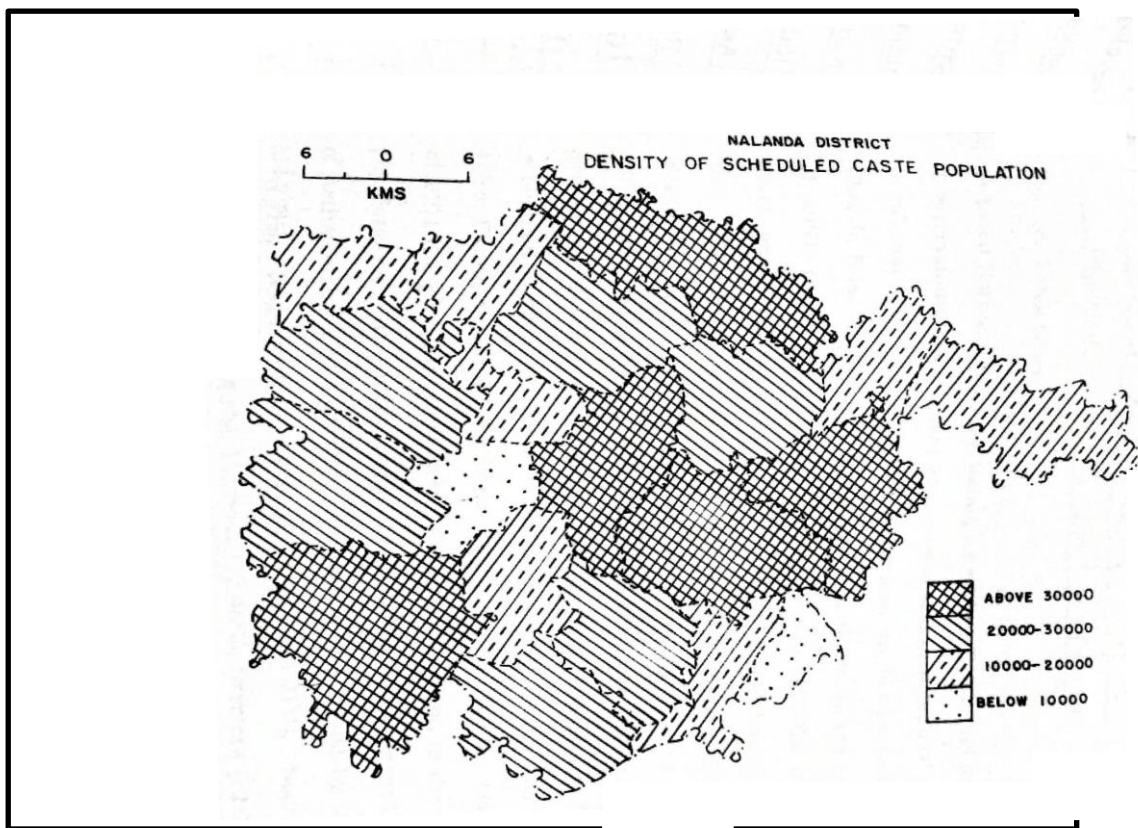 NALANDA DISTRICT
DENSITY OF SCHEDULED CASTE POPULATION
6 0 6
KMS
ABOVE 30000
20000-30000
10000-20000
BELOW 10000